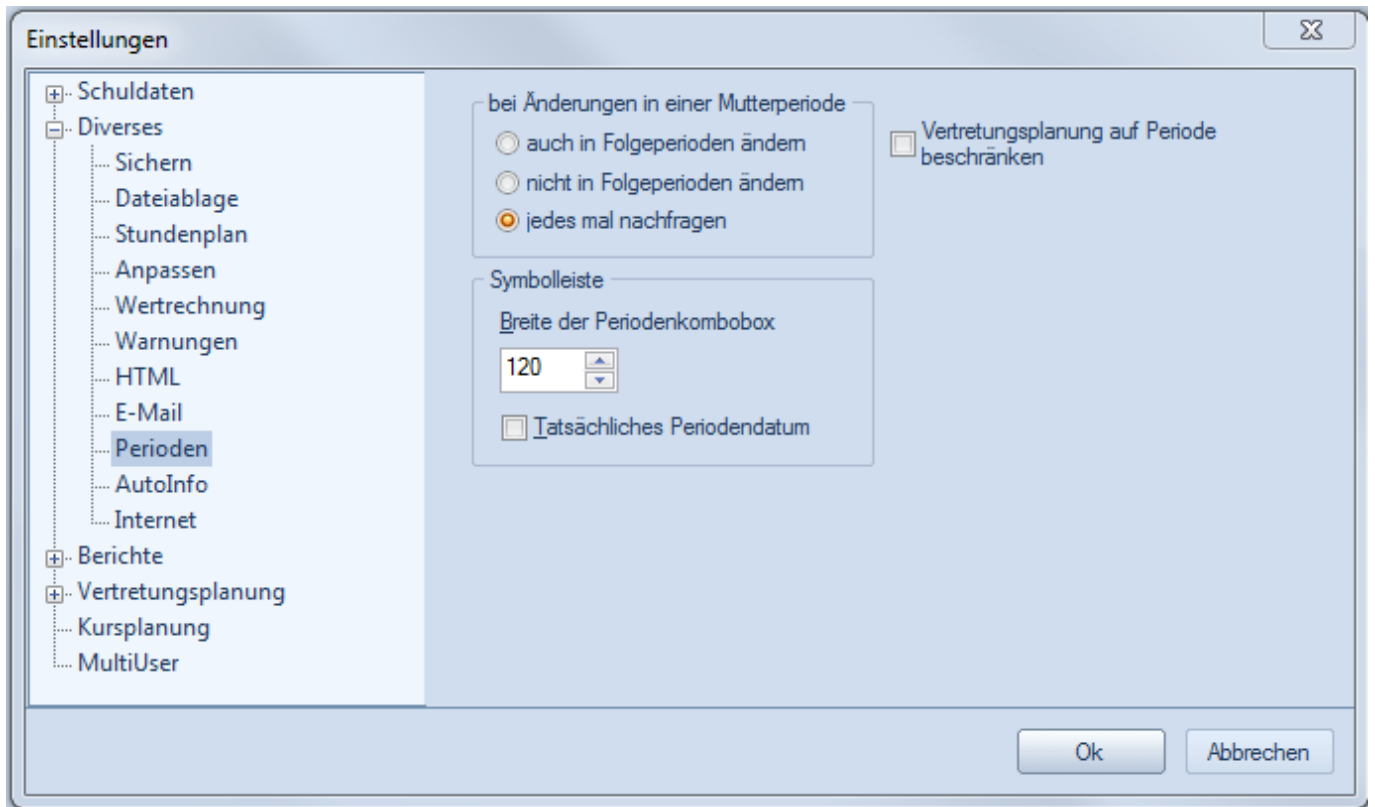 Einstellungen
Schuldaten
Diverses
Sichern
Dateiablage
Stundenplan
Anpassen
Wertrechnung
Warnungen
HTML
E-Mail
Perioden
AutoInfo
Internet
Berichte
Vertretungsplanung
Kursplanung
MultiUser
bei Änderungen in einer Mutterperiode
auch in Folgeperioden ändern
nicht in Folgeperioden ändern
jedes mal nachfragen
Vertretungsplanung auf Periode
beschränken
Symbolleiste
Breite der Periodenkombobox
120
Tatsächliches Periodendatum
Ok
Abbrechen